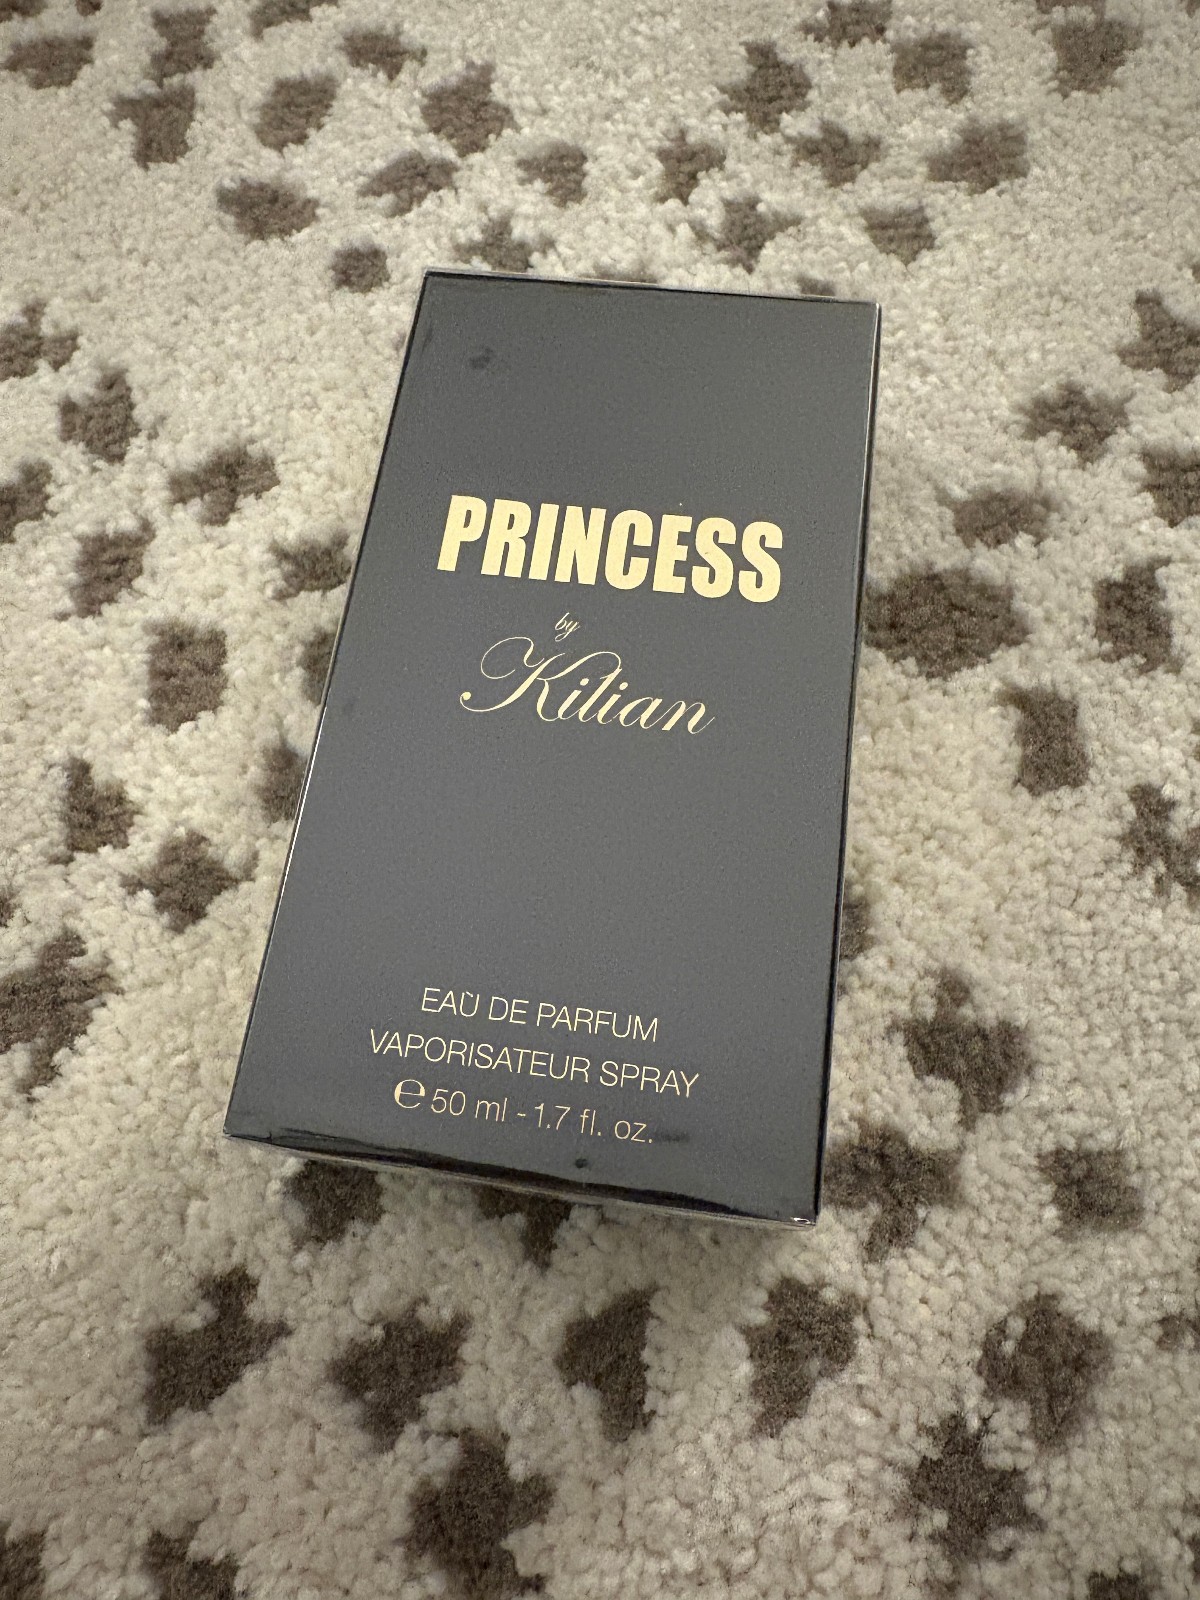 PRINCESS
by
Kilian
EAÙ DE PARFUM
VAPORISATEUR SPRAY
℮ 50 ml - 1.7 fl. oz.